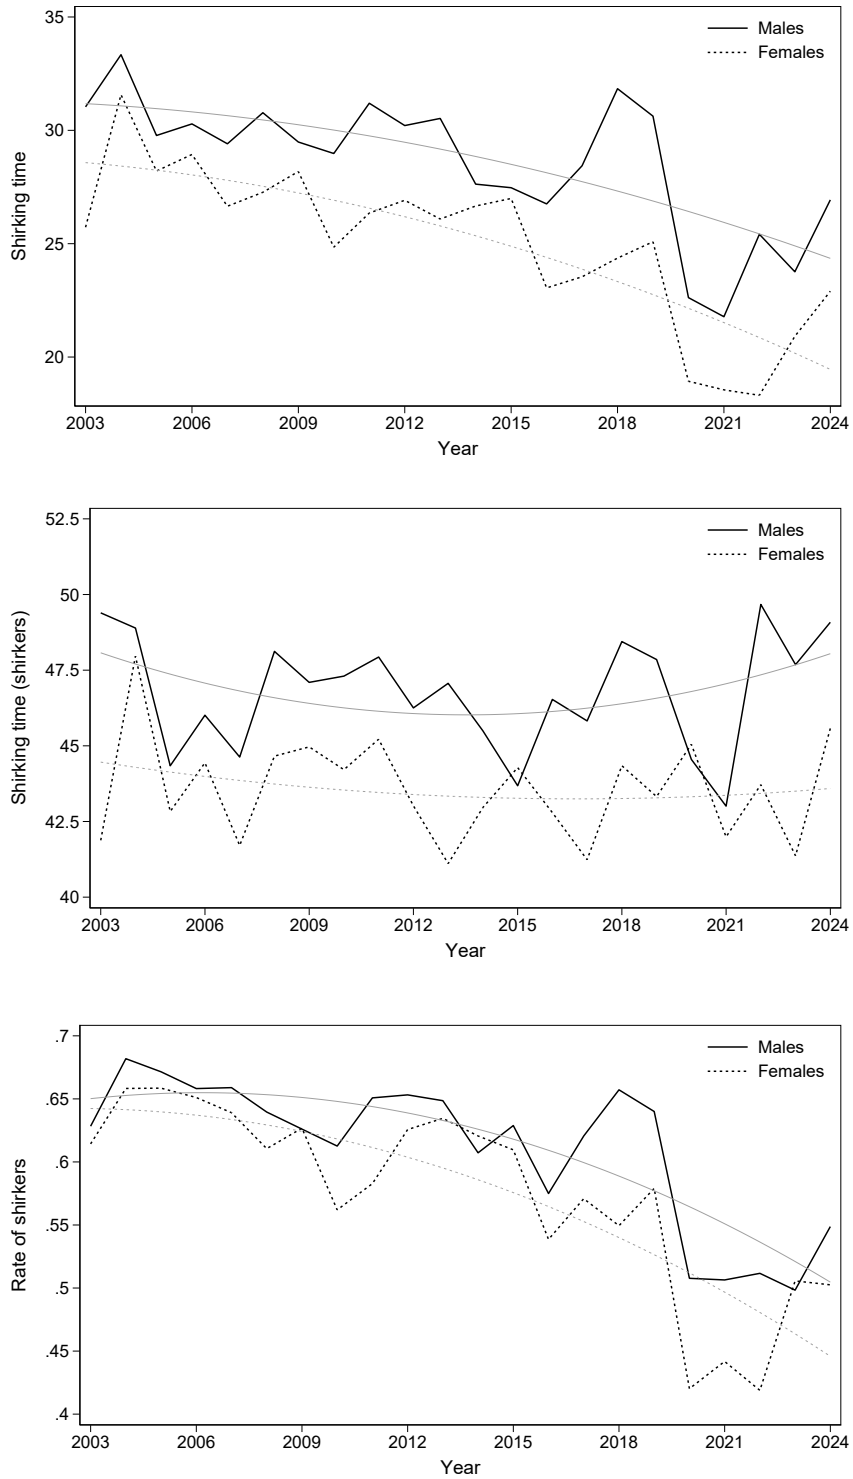 35
30
25
20
Shirking time
Males
Females
2003 2006 2009 2012 2015 2018 2021 2024
Year
52.5
50
47.5
45
42.5
40
Shirking time (shirkers)
Males
Females
2003 2006 2009 2012 2015 2018 2021 2024
Year
.7
.65
.6
.55
.5
.45
.4
Rate of shirkers
Males
Females
2003 2006 2009 2012 2015 2018 2021 2024
Year